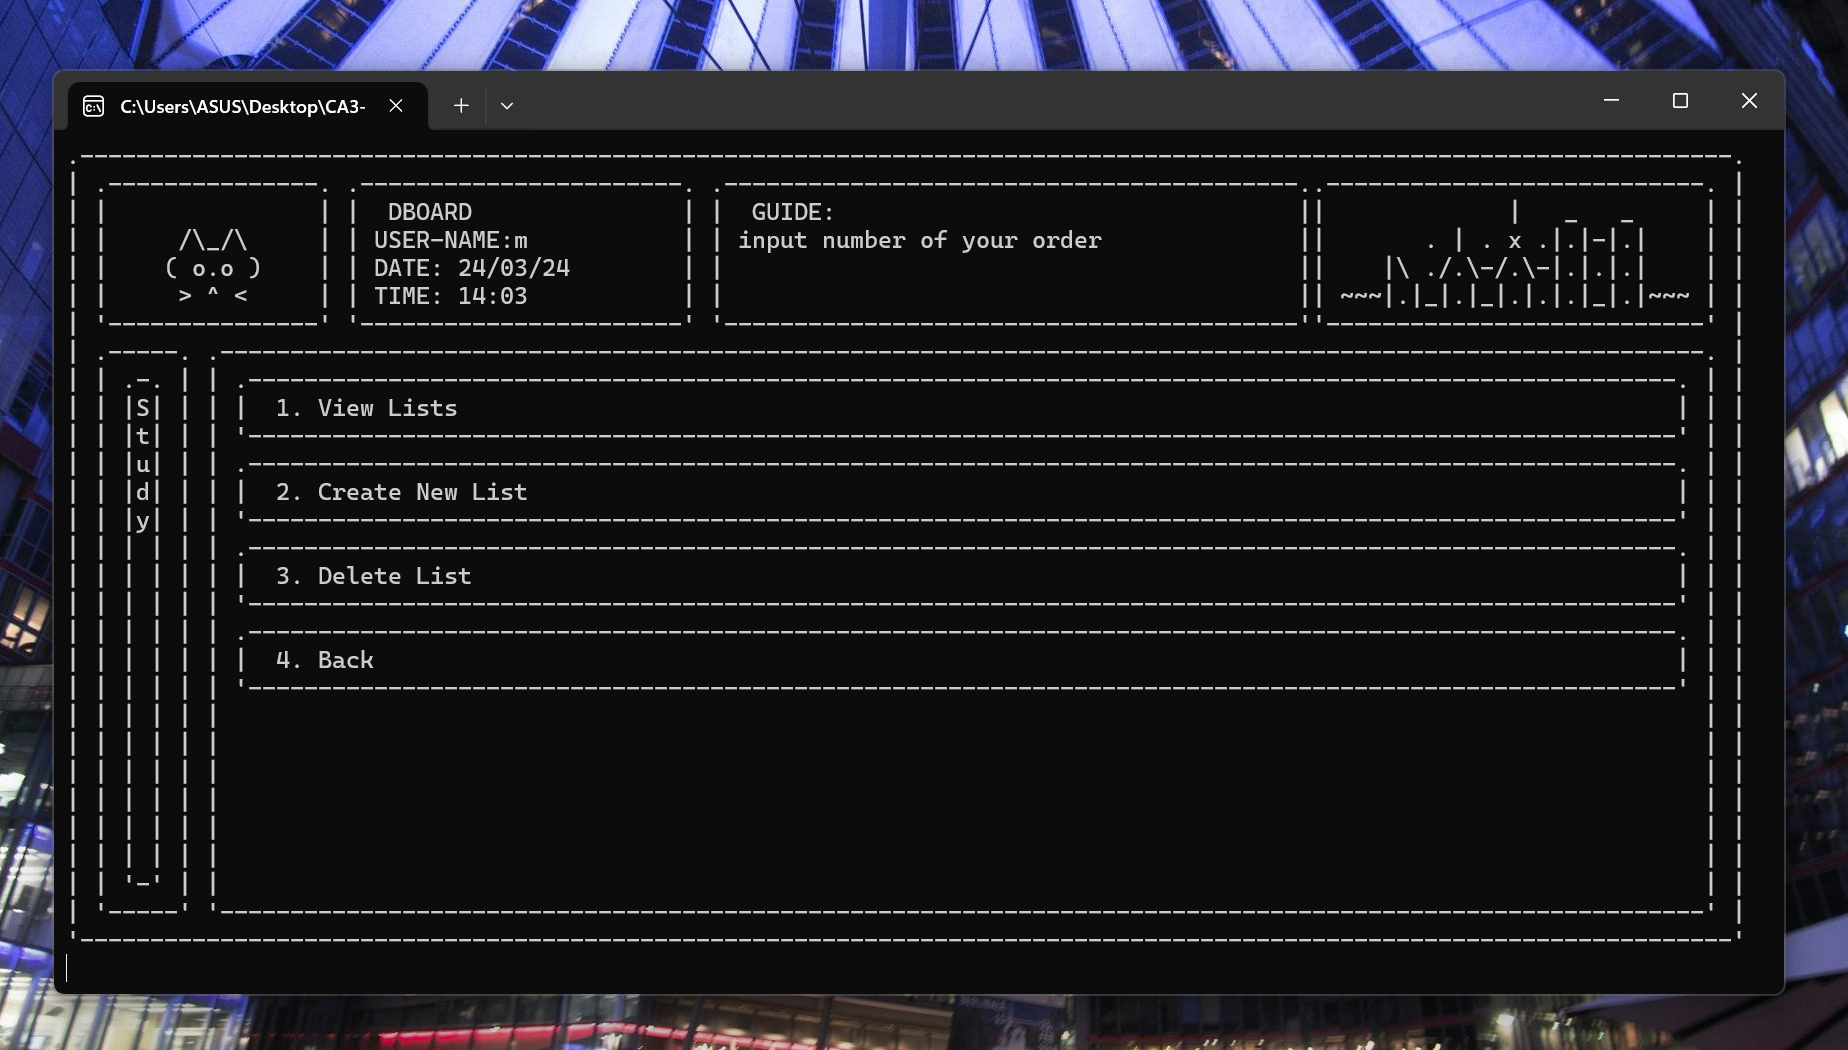 C:\Users\ASUS\Desktop\CA3-
DBOARD
USER-NAME:m
DATE: 24/03/24
TIME: 14:03
GUIDE:
input number of your order
/\_/\
( o.o )
> ^ <
Study
1. View Lists
2. Create New List
3. Delete List
4. Back